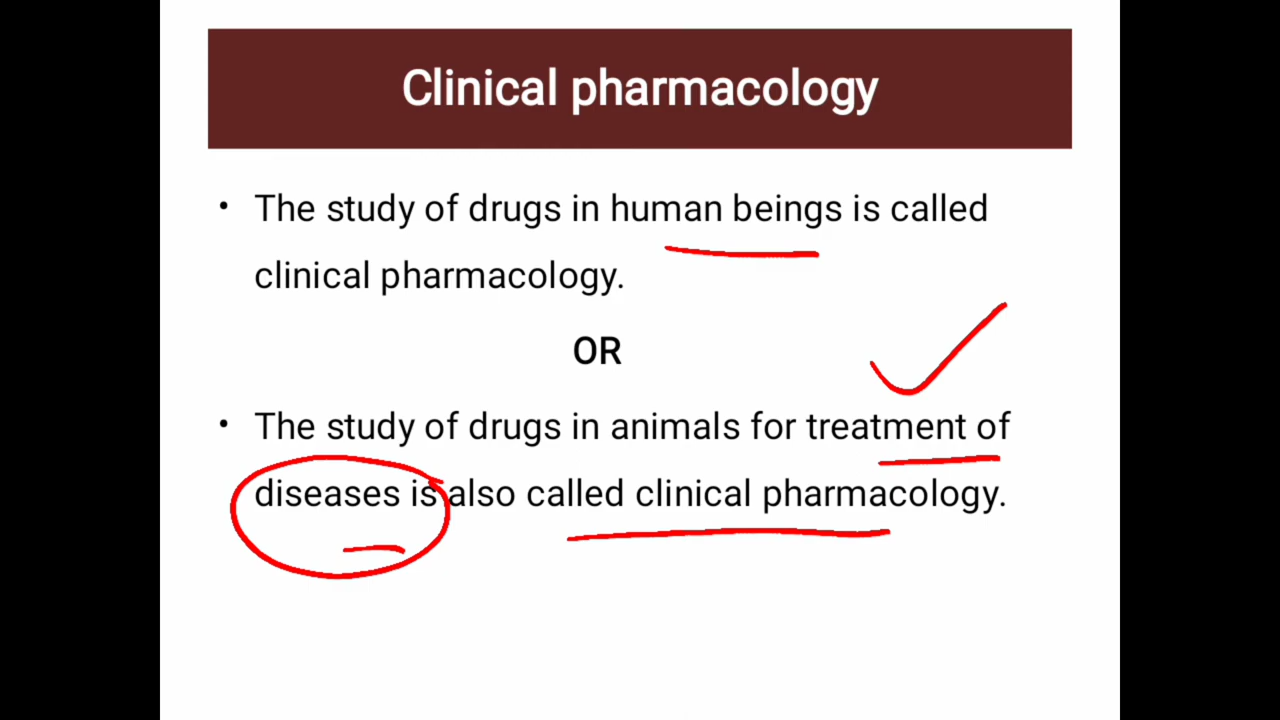 Clinical pharmacology
• The study of drugs in human beings is called
clinical pharmacology.
OR
• The study of drugs in animals for treatment of
diseases is also called clinical pharmacology.